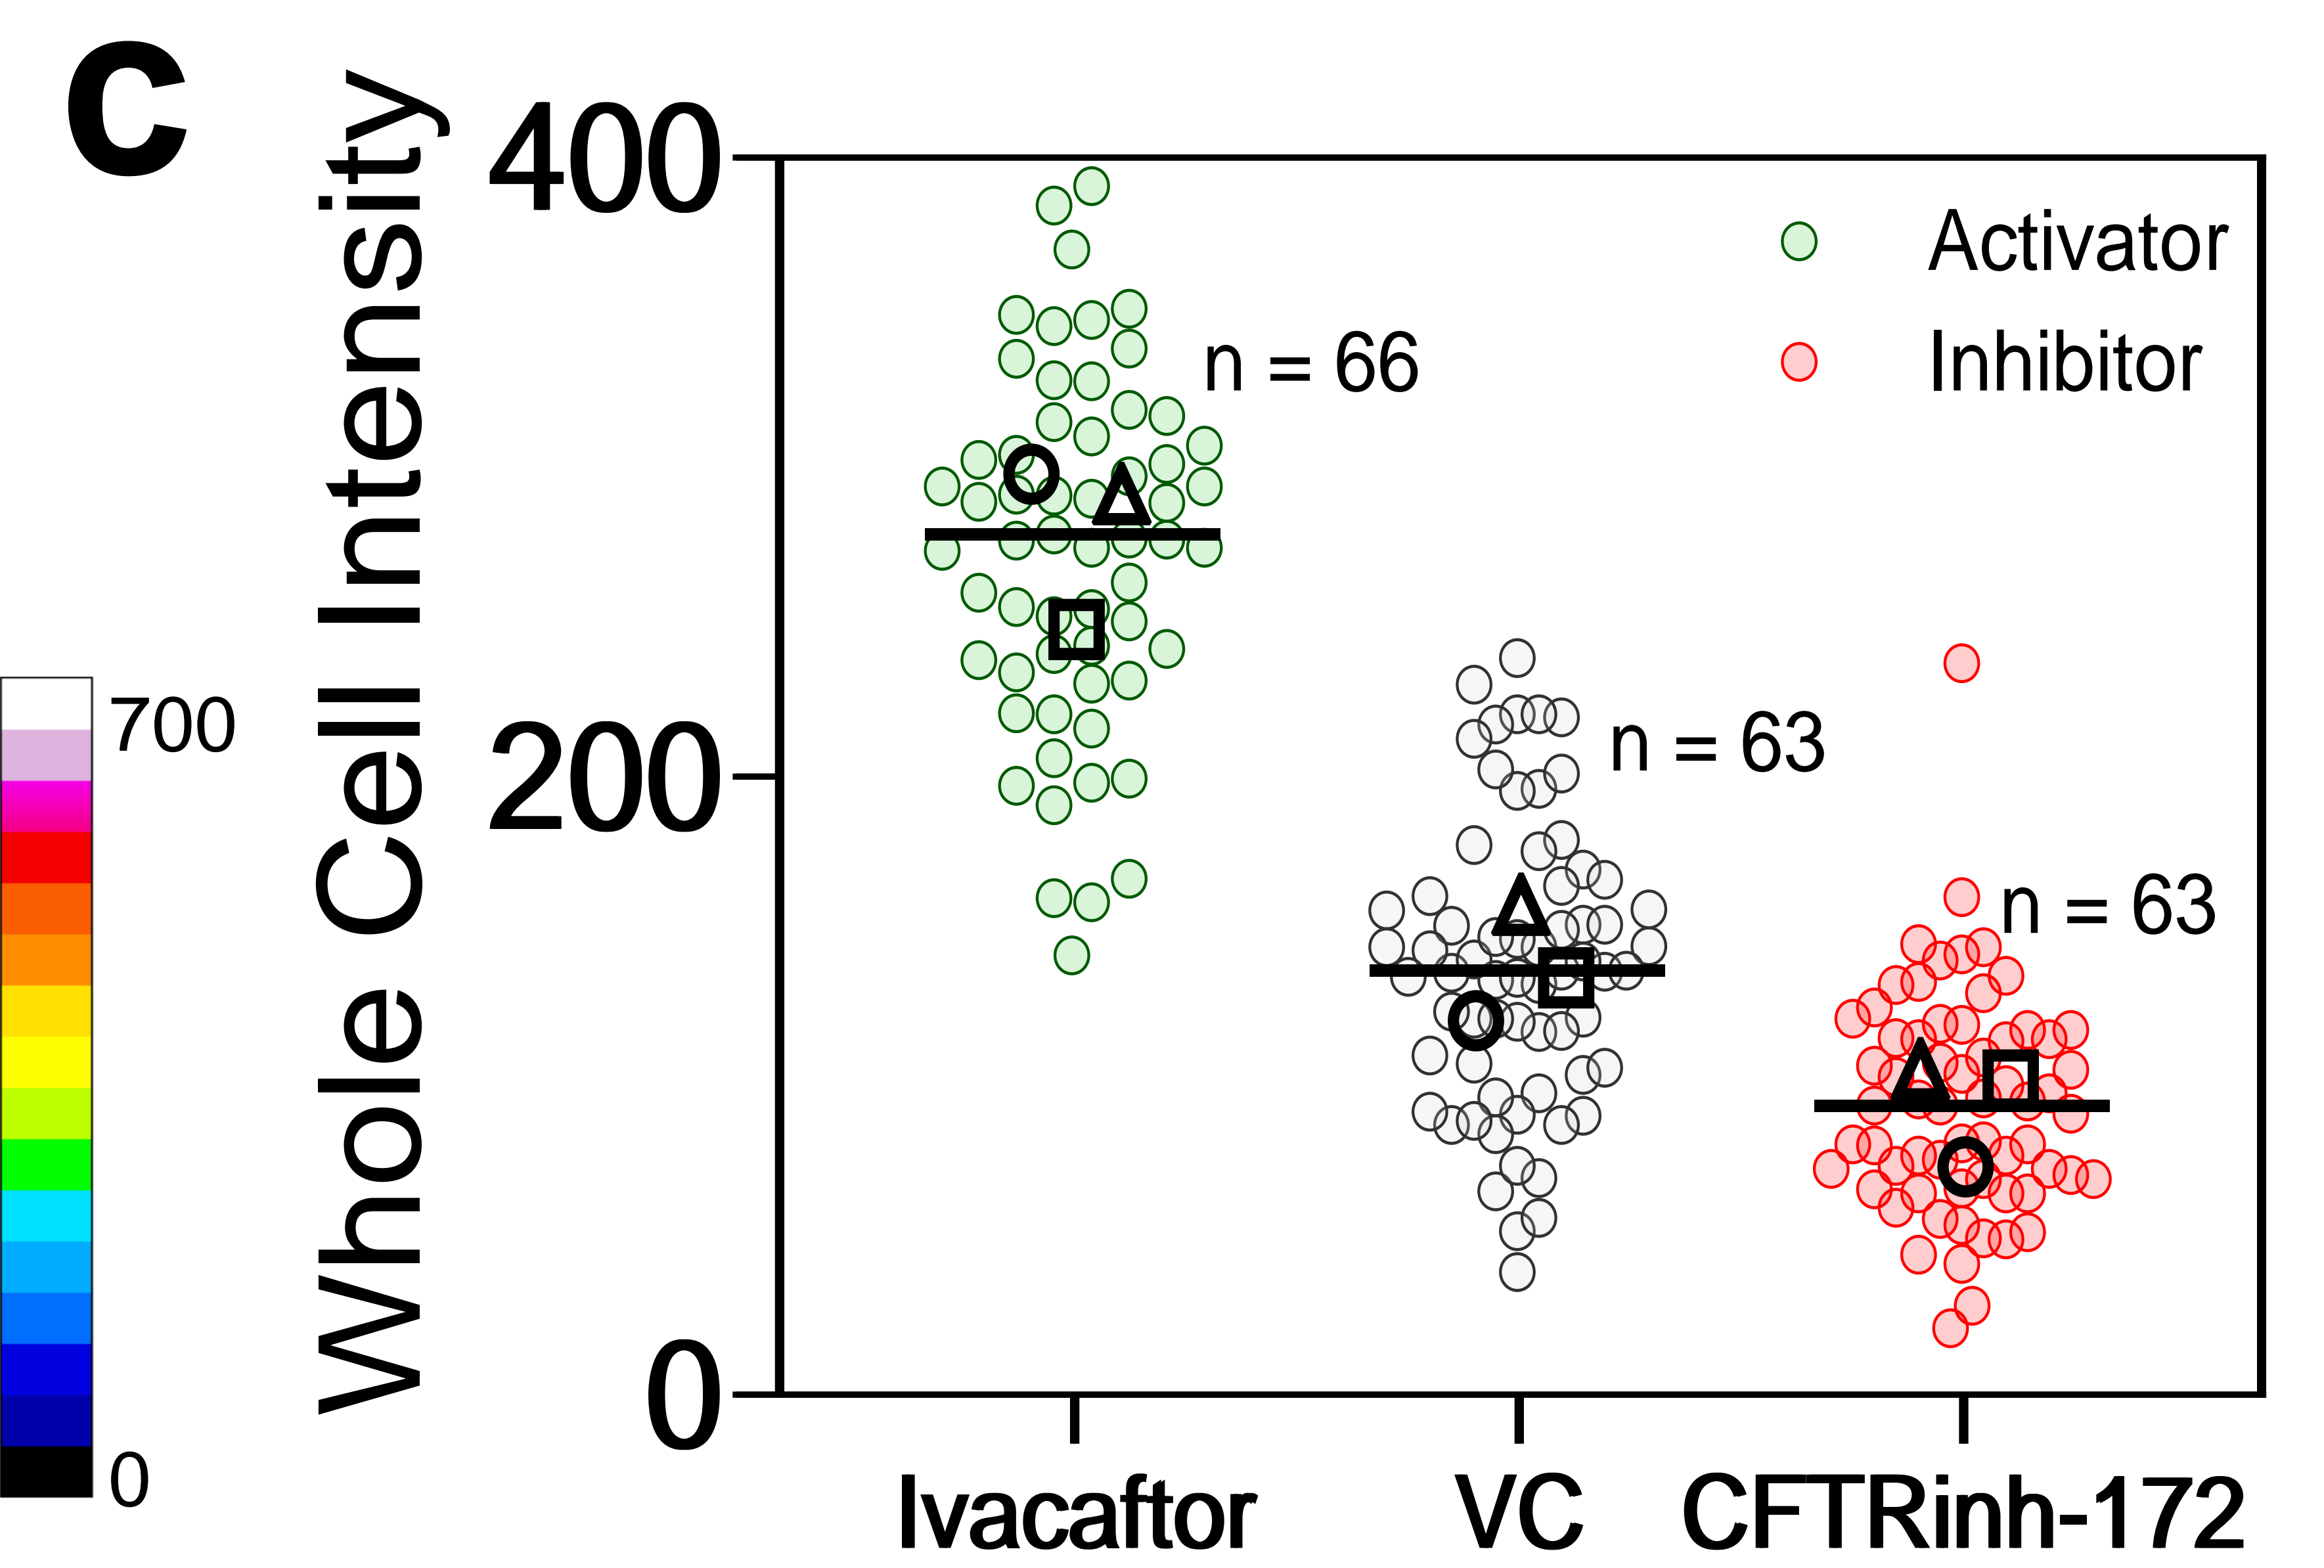 C
Whole Cell Intensity
400
200
0
700
0
Activator
Inhibitor
n = 66
n = 63
n = 63
Ivacaftor
VC
CFTRinh-172